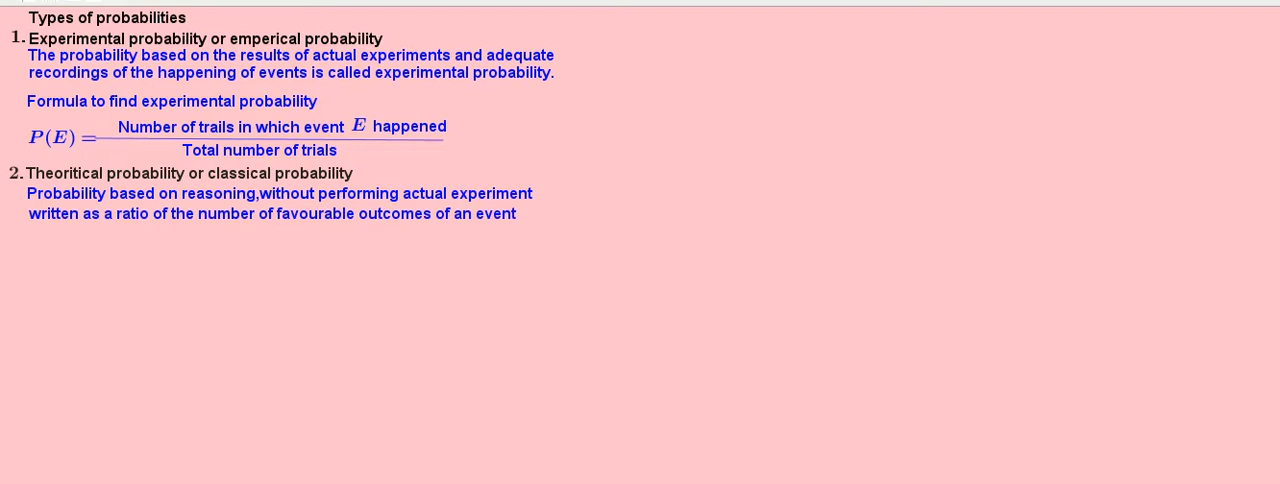 Types of probabilities
1. Experimental probability or emperical probability
The probability based on the results of actual experiments and adequate
recordings of the happening of events is called experimental probability.
Formula to find experimental probability
P(E) = Number of trails in which event E happened
Total number of trials
2. Theoritical probability or classical probability
Probability based on reasoning,without performing actual experiment
written as a ratio of the number of favourable outcomes of an event